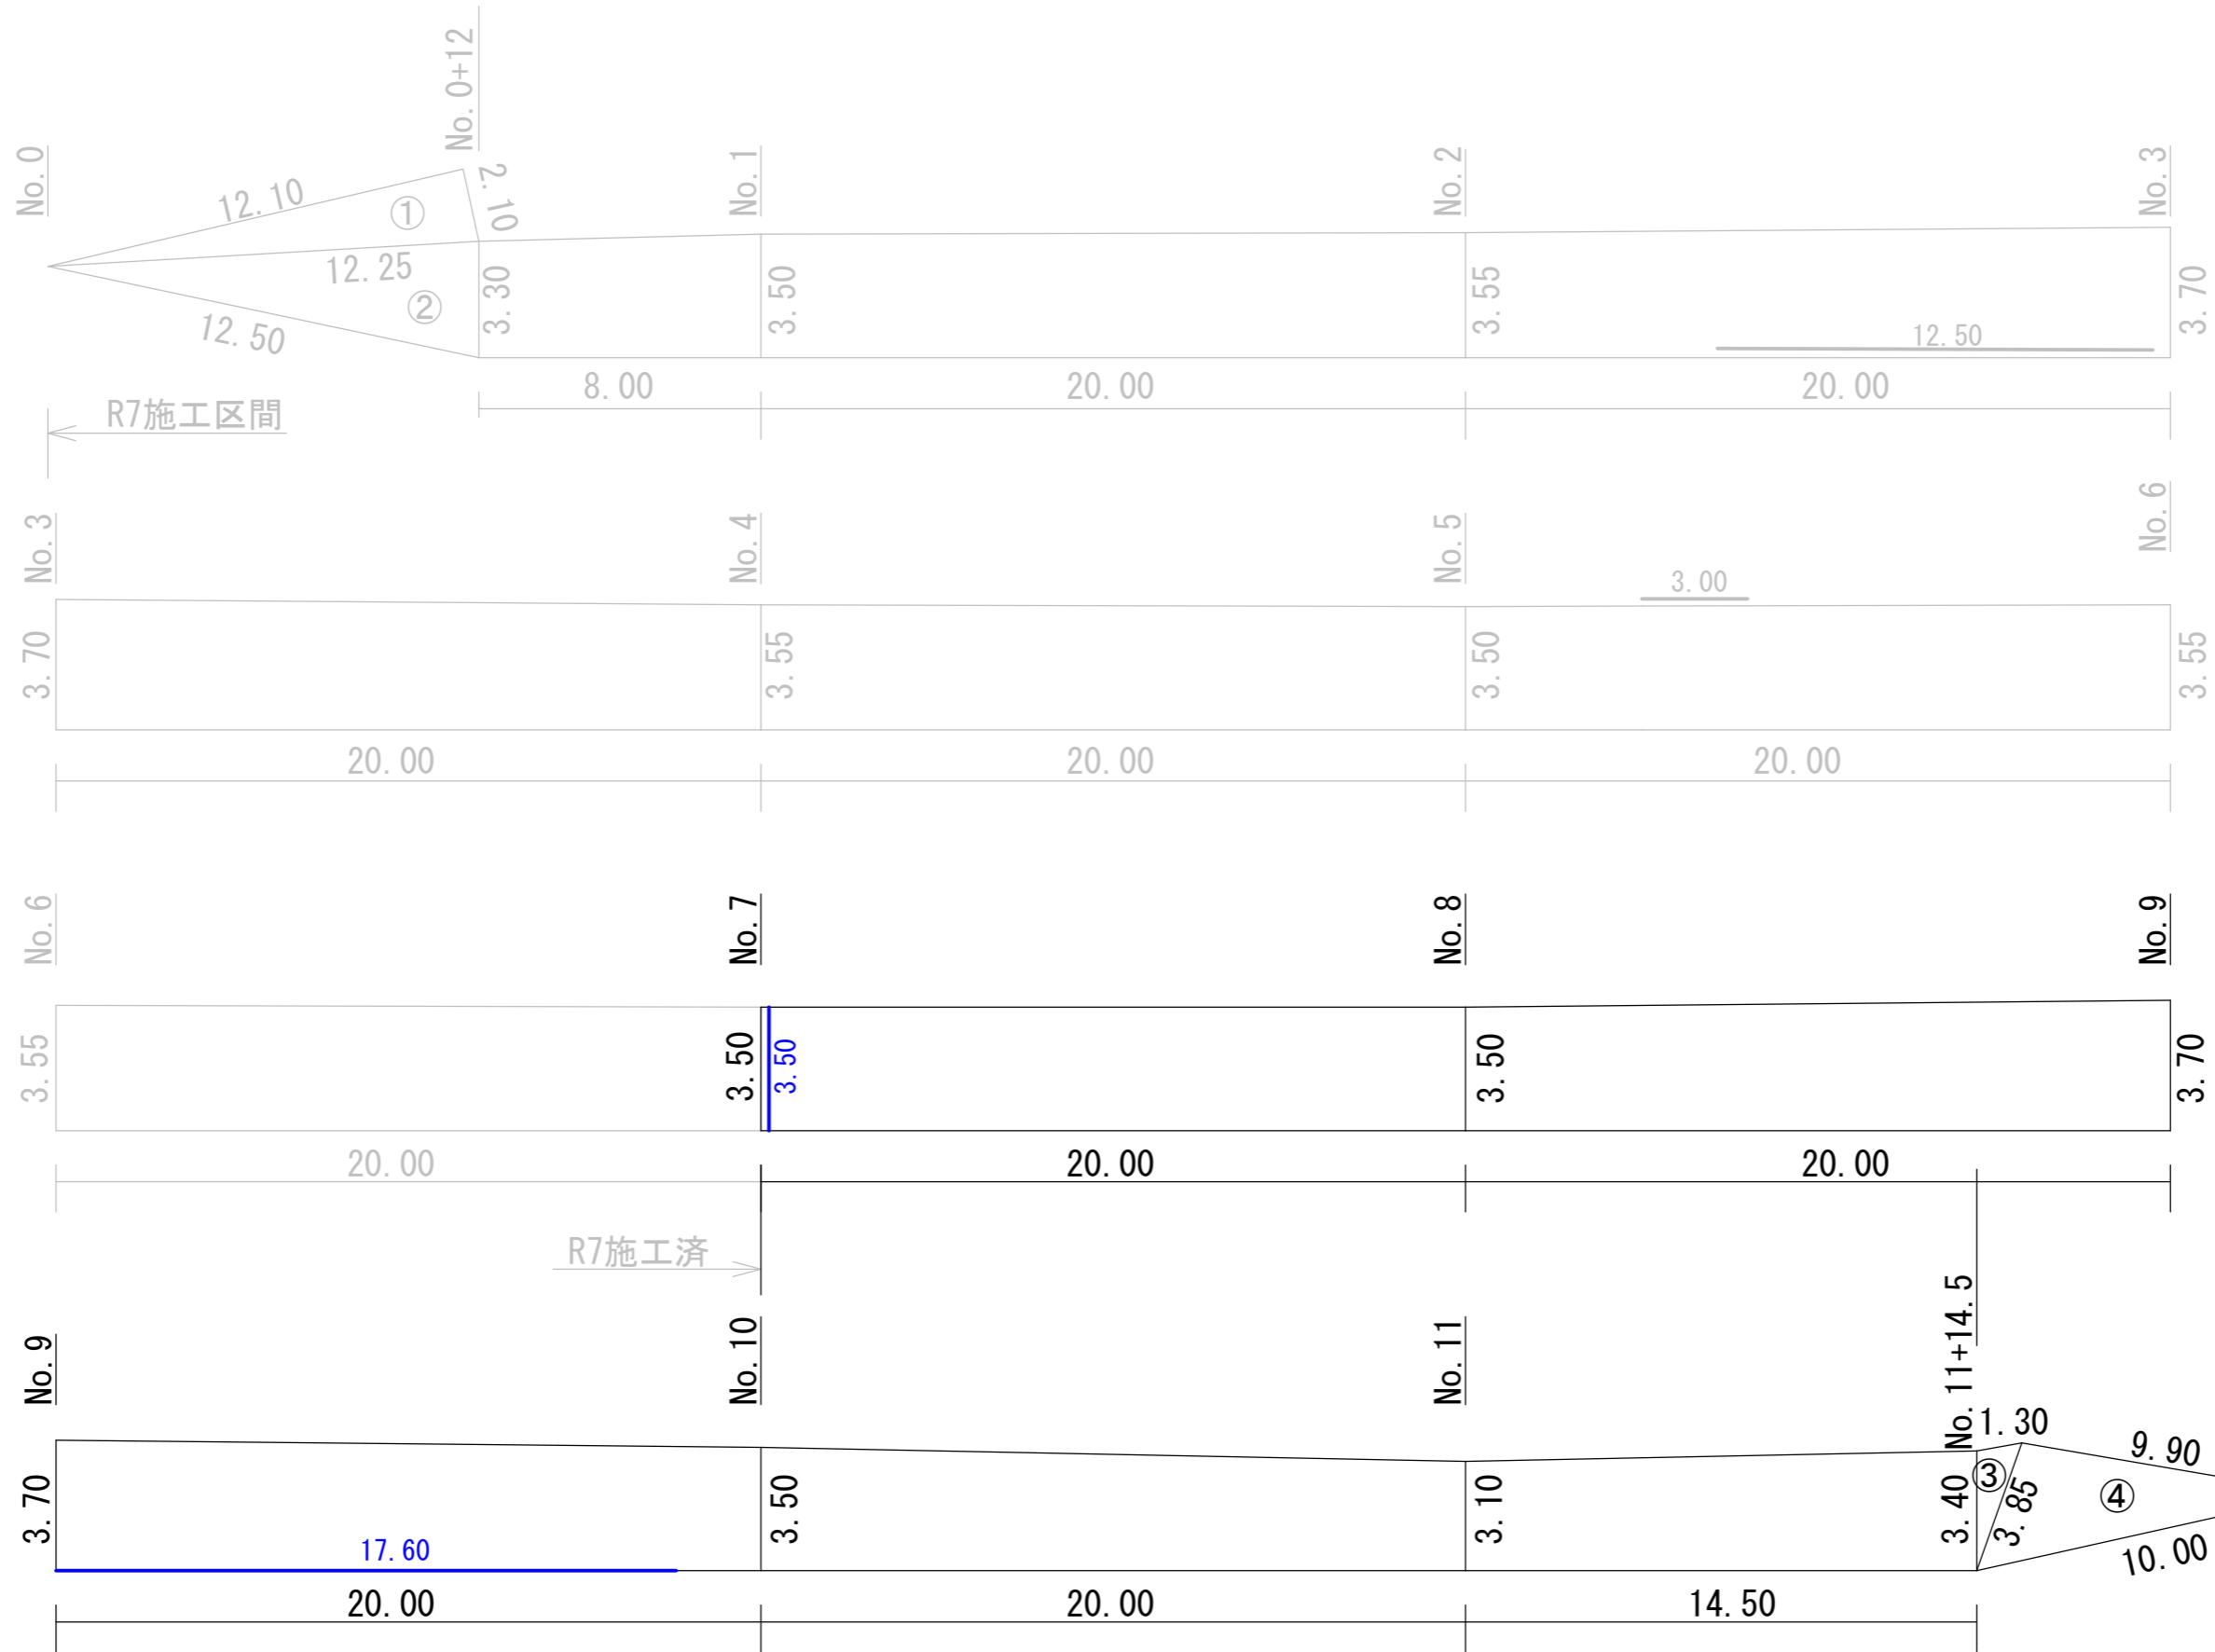 No. 0
No. 0+12
No. 1
No. 2
No. 3
12.10
①
2.10
12.25
②
12.50
3.30
3.50
3.55
3.70
12.50
8.00
20.00
20.00
R7施工区間
No. 3
No. 4
No. 5
No. 6
3.00
3.70
3.55
3.50
3.55
20.00
20.00
20.00
No. 6
No. 7
No. 8
No. 9
3.55
3.50
3.50
3.50
3.70
20.00
20.00
20.00
R7施工済
No. 9
No. 10
No. 11
No. 11+14.5
1.30
9.90
3.70
3.50
3.10
3.40
③
3.85
④
10.00
17.60
20.00
20.00
14.50